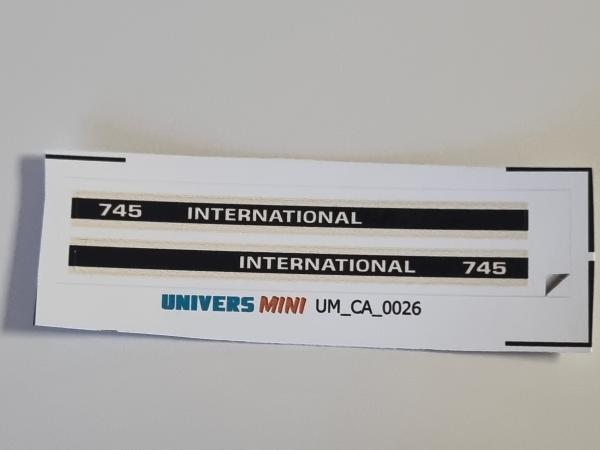 745 INTERNATIONAL
INTERNATIONAL 745
UNIVERS MINI UM_CA_0026